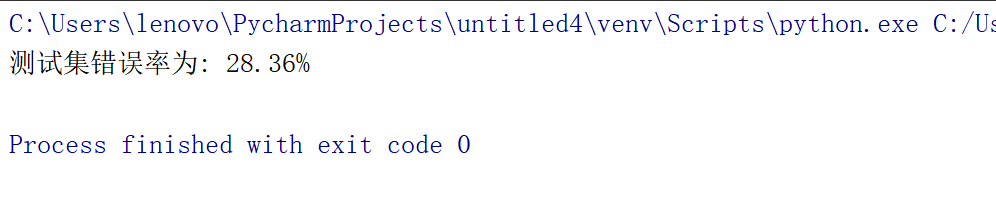 C:\Users\lenovo\PycharmProjects\untitled4\venv\Scripts\python.exe C:/Us
测试集错误率为: 28.36%
Process finished with exit code 0